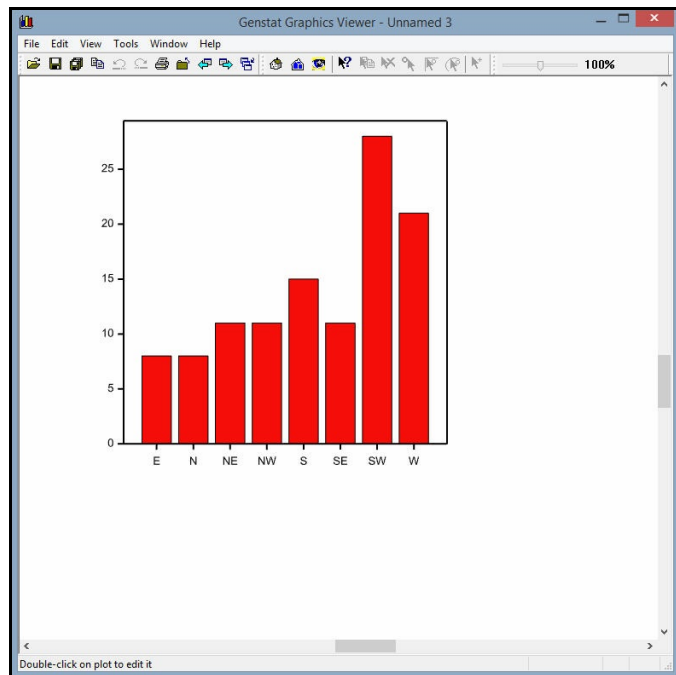 Genstat Graphics Viewer - Unnamed 3
File Edit View Tools Window Help
100%
25
20
15
10
5
0
E N NE NW S SE SW W
Double-click on plot to edit it